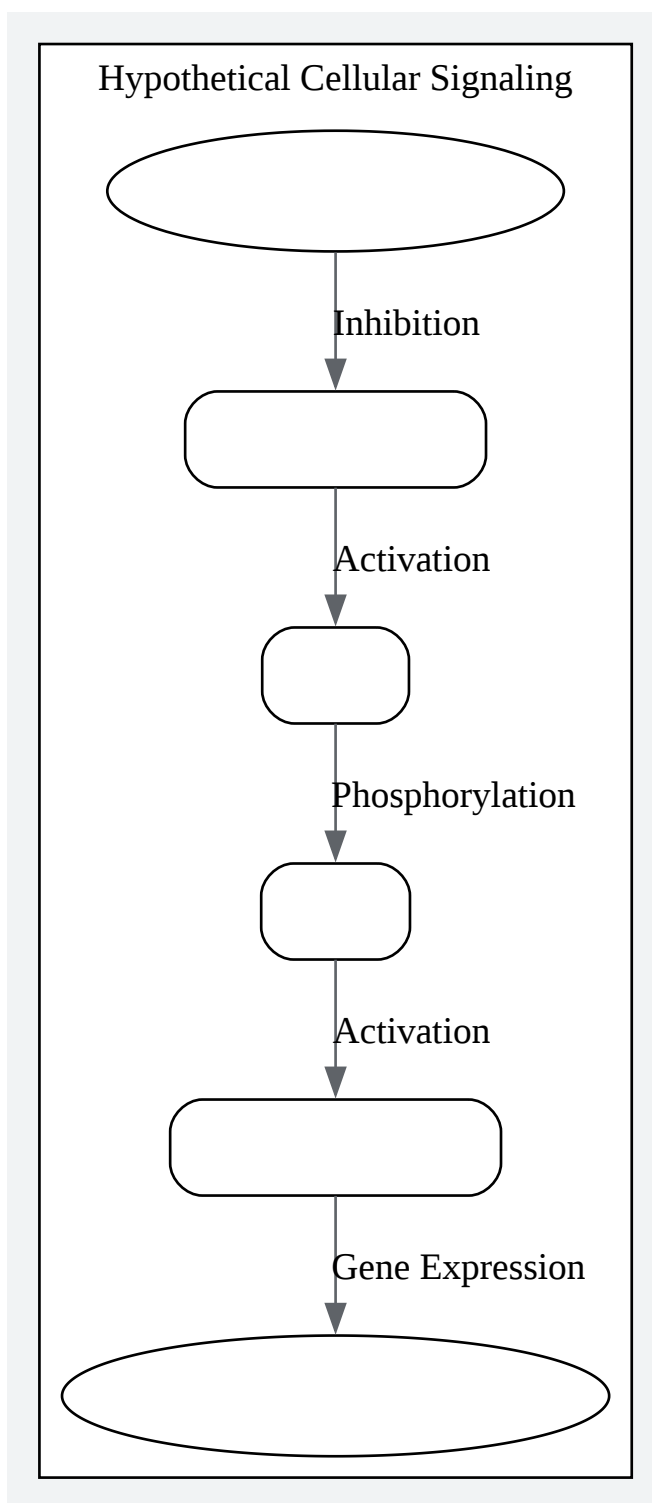 Hypothetical Cellular Signaling
Inhibition
Activation
Phosphorylation
Activation
Gene Expression